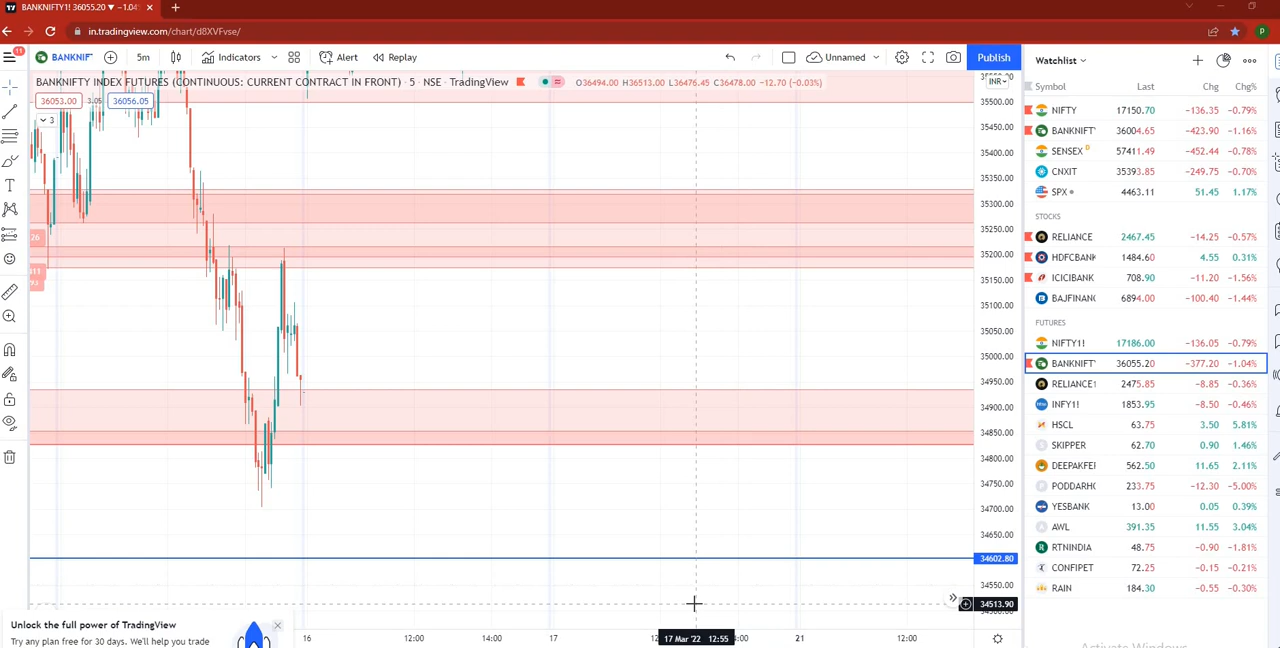 BANKNIFTY1! 36055.20 ▼ −1.04% × +
in.tradingview.com/chart/d8XVFvse/ P
11 BANKNIF 5m Indicators Alert Replay Unnamed Publish Watchlist
BANKNIFTY INDEX FUTURES (CONTINUOUS: CURRENT CONTRACT IN FRONT) · 5 · NSE · TradingView O36494.00 H36513.00 L36476.45 C36478.00 −12.70 (−0.03%) INR
36053.00 3.05 36056.05
3
Symbol Last Chg Chg%
NIFTY 17150.70 −136.35 −0.79%
BANKNIFT 36004.65 −423.90 −1.16%
SENSEX D 57411.49 −452.44 −0.78%
CNXIT 35393.85 −249.75 −0.70%
SPX 4463.11 51.45 1.17%
STOCKS
RELIANCE 2467.45 −14.25 −0.57%
HDFCBANK 1484.60 4.55 0.31%
ICICIBANK 708.90 −11.20 −1.56%
BAJFINANC 6894.00 −100.40 −1.44%
FUTURES
NIFTY1! 17186.00 −136.05 −0.79%
BANKNIFT 36055.20 −377.20 −1.04%
RELIANCE1 2475.85 −8.85 −0.36%
INFY1! 1853.95 −8.50 −0.46%
HSCL 63.75 3.50 5.81%
SKIPPER 62.70 0.90 1.46%
DEEPAKFE 562.50 11.65 2.11%
PODDARHO 233.75 −12.30 −5.00%
YESBANK 13.00 0.05 0.39%
AWL 391.35 11.55 3.04%
RTNINDIA 48.75 −0.90 −1.81%
CONFIPET 72.25 −0.15 −0.21%
RAIN 184.30 −0.55 −0.30%
35500.00
35450.00
35400.00
35350.00
35300.00
35250.00
35200.00
35150.00
35100.00
35050.00
35000.00
34950.00
34900.00
34850.00
34800.00
34750.00
34700.00
34650.00
34602.80
34550.00
34513.90
26
Unlock the full power of TradingView
Try any plan free for 30 days. We'll help you trade
16 12:00 14:00 17 17 Mar '22 12:55 21 12:00